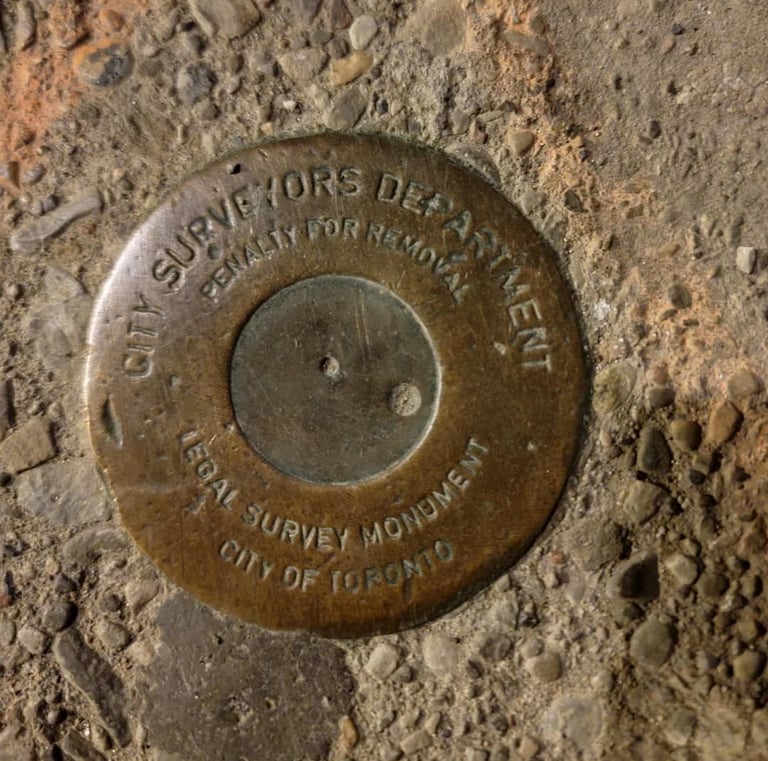 CITY SURVEYORS DEPARTMENT
PENALTY FOR REMOVAL
LEGAL SURVEY MONUMENT
CITY OF TORONTO